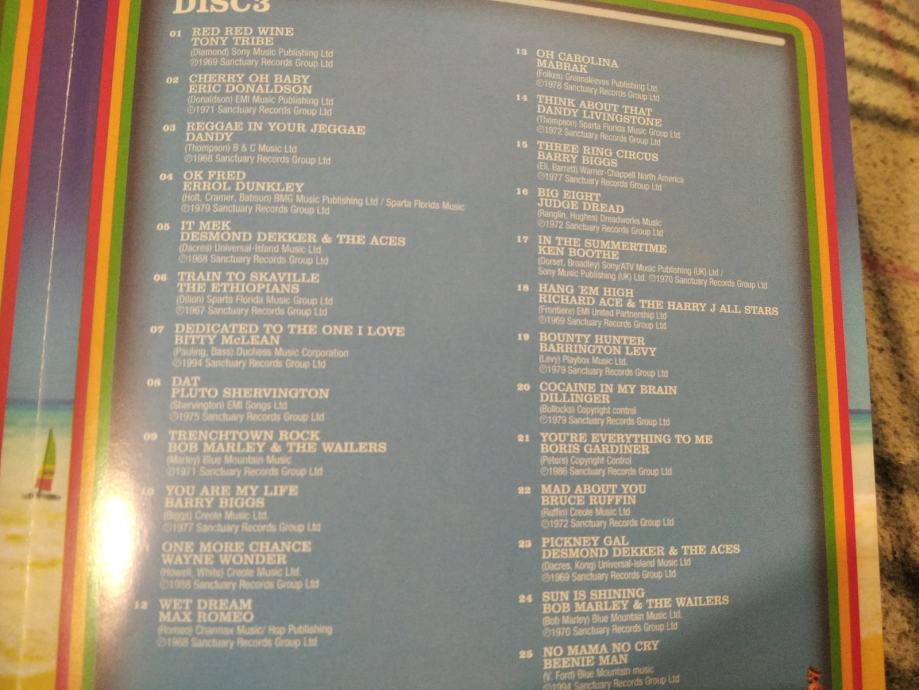 DISC3
01 RED RED WINE
TONY TRIBE
(Diamond) Sony Music Publishing Ltd
℗1969 Sanctuary Records Group Ltd
02 CHERRY OH BABY
ERIC DONALDSON
(Donaldson) EMI Music Publishing Ltd
℗1971 Sanctuary Records Group Ltd
03 REGGAE IN YOUR JEGGAE
DANDY
(Thompson) B & C Music Ltd
℗1968 Sanctuary Records Group Ltd
04 OK FRED
ERROL DUNKLEY
(Holt, Cramer, Babson) BMG Music Publishing Ltd / Sparta Florida Music
℗1979 Sanctuary Records Group Ltd
05 IT MEK
DESMOND DEKKER & THE ACES
(Dacres) Universal-Island Music Ltd
℗1968 Sanctuary Records Group Ltd
06 TRAIN TO SKAVILLE
THE ETHIOPIANS
(Dillon) Sparta Florida Music Group Ltd
℗1967 Sanctuary Records Group Ltd
07 DEDICATED TO THE ONE I LOVE
BITTY McLEAN
(Pauling, Bass) Duchess Music Corporation
℗1994 Sanctuary Records Group Ltd
08 DAT
PLUTO SHERVINGTON
(Shervington) EMI Songs Ltd
℗1975 Sanctuary Records Group Ltd
09 TRENCHTOWN ROCK
BOB MARLEY & THE WAILERS
(Marley) Blue Mountain Music
℗1971 Sanctuary Records Group Ltd
10 YOU ARE MY LIFE
BARRY BIGGS
(Biggs) Creole Music Ltd.
℗1977 Sanctuary Records Group Ltd
ONE MORE CHANCE
WAYNE WONDER
(Howell, White) Creole Music Ltd.
℗1988 Sanctuary Records Group Ltd
12 WET DREAM
MAX ROMEO
(Romeo) Charmax Music/ Hop Publishing
℗1968 Sanctuary Records Group Ltd
13 OH CAROLINA
MABRAK
(Folkes) Greensleeves Publishing Ltd
℗1978 Sanctuary Records Group Ltd
14 THINK ABOUT THAT
DANDY LIVINGSTONE
(Thompson) Sparta Florida Music Group Ltd
℗1972 Sanctuary Records Group Ltd
15 THREE RING CIRCUS
BARRY BIGGS
(Eli, Barrett) Warner-Chappell North America
℗1977 Sanctuary Records Group Ltd
16 BIG EIGHT
JUDGE DREAD
(Ranglin, Hughes) Dreadworks Music
℗1972 Sanctuary Records Group Ltd
17 IN THE SUMMERTIME
KEN BOOTHE
(Dorset, Broadley) Sony/ATV Music Publishing (UK) Ltd /
Sony Music Publishing (UK) Ltd. ℗1970 Sanctuary Records Group Ltd
18 HANG 'EM HIGH
RICHARD ACE & THE HARRY J ALL STARS
(Frontiere) EMI United Partnership Ltd
℗1969 Sanctuary Records Group Ltd
19 BOUNTY HUNTER
BARRINGTON LEVY
(Levy) Playbox Music Ltd.
℗1979 Sanctuary Records Group Ltd
20 COCAINE IN MY BRAIN
DILLINGER
(Bullocks) Copyright control
℗1979 Sanctuary Records Group Ltd
21 YOU'RE EVERYTHING TO ME
BORIS GARDINER
(Peters) Copyright Control
℗1986 Sanctuary Records Group Ltd
22 MAD ABOUT YOU
BRUCE RUFFIN
(Ruffin) Creole Music Ltd.
℗1972 Sanctuary Records Group Ltd
23 PICKNEY GAL
DESMOND DEKKER & THE ACES
(Dacres, Kong) Universal-Island Music Ltd
℗1969 Sanctuary Records Group Ltd
24 SUN IS SHINING
BOB MARLEY & THE WAILERS
(Bob Marley) Blue Mountain Music Ltd.
℗1970 Sanctuary Records Group Ltd
25 NO MAMA NO CRY
BEENIE MAN
(V. Ford) Blue Mountain music
℗1994 Sanctuary Records Group Ltd